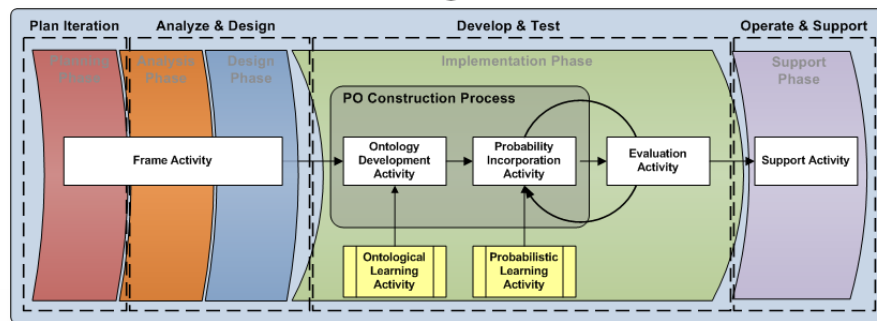 Plan Iteration
Analyze & Design
Develop & Test
Operate & Support
Planning
Phase
Analysis
Phase
Design
Phase
Implementation Phase
Support
Phase
PO Construction Process
Frame Activity
Ontology
Development
Activity
Probability
Incorporation
Activity
Evaluation
Activity
Support Activity
Ontological
Learning
Activity
Probabilistic
Learning
Activity